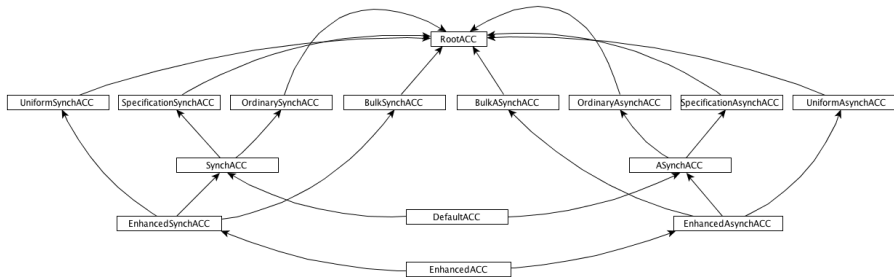 RootACC
UniformSynchACC
SpecificationSynchACC
OrdinarySynchACC
BulkSynchACC
BulkASynchACC
OrdinaryAsynchACC
SpecificationAsynchACC
UniformAsynchACC
SynchACC
ASynchACC
EnhancedSynchACC
DefaultACC
EnhancedAsynchACC
EnhancedACC